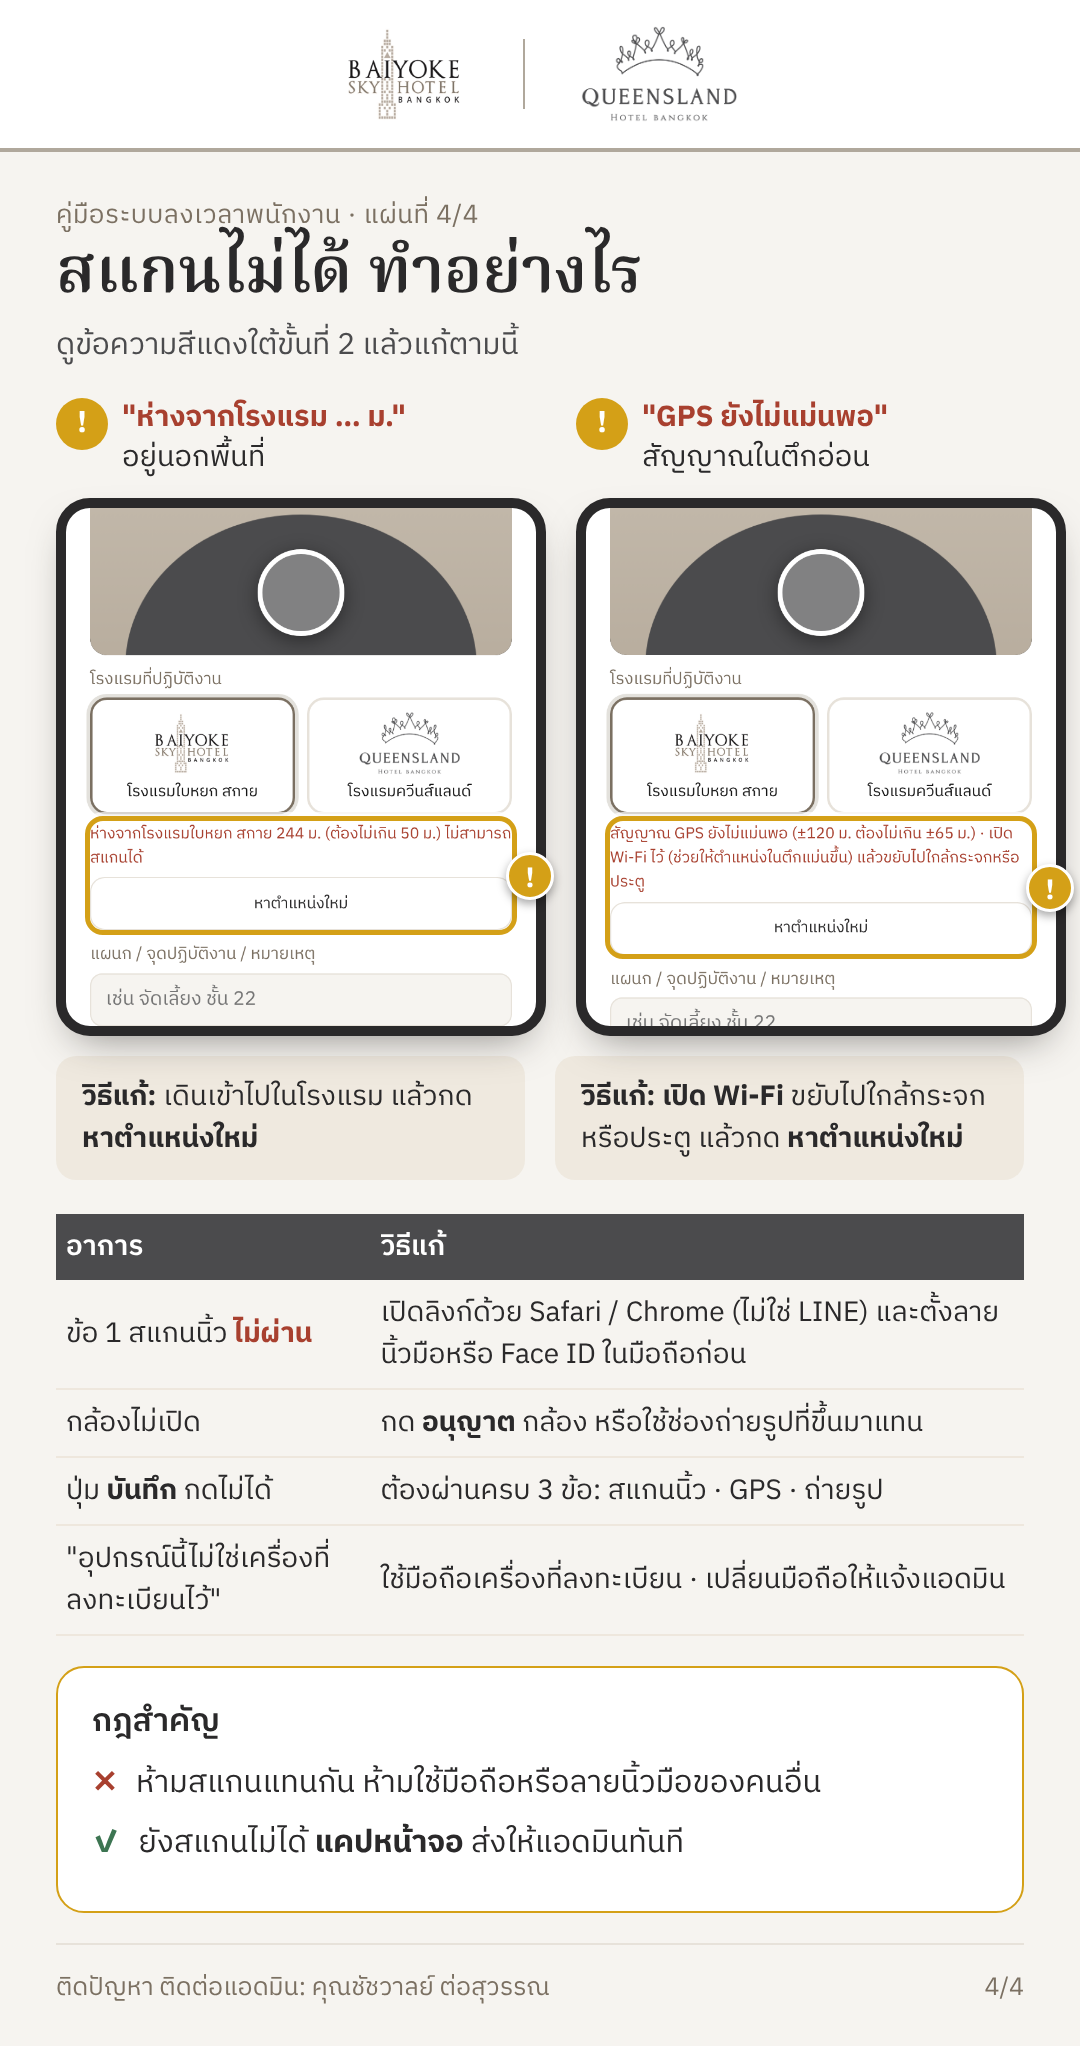 BAIYOKE
SKY HOTEL
BANGKOK
QUEENSLAND
HOTEL BANGKOK
คู่มือระบบลงเวลาพนักงาน · แผ่นที่ 4/4
สแกนไม่ได้ ทำอย่างไร
ดูข้อความสีแดงใต้ขั้นที่ 2 แล้วแก้ตามนี้
! "ห่างจากโรงแรม ... ม."
อยู่นอกพื้นที่
! "GPS ยังไม่แม่นพอ"
สัญญาณในตึกอ่อน
โรงแรมที่ปฏิบัติงาน
BAIYOKE
SKY HOTEL
BANGKOK
โรงแรมใบหยก สกาย
QUEENSLAND
HOTEL BANGKOK
โรงแรมควีนส์แลนด์
ห่างจากโรงแรมใบหยก สกาย 244 ม. (ต้องไม่เกิน 50 ม.) ไม่สามารถ
สแกนได้
!
หาตำแหน่งใหม่
แผนก / จุดปฏิบัติงาน / หมายเหตุ
เช่น จัดเลี้ยง ชั้น 22
โรงแรมที่ปฏิบัติงาน
BAIYOKE
SKY HOTEL
BANGKOK
โรงแรมใบหยก สกาย
QUEENSLAND
HOTEL BANGKOK
โรงแรมควีนส์แลนด์
สัญญาณ GPS ยังไม่แม่นพอ (±120 ม. ต้องไม่เกิน ±65 ม.) · เปิด
Wi-Fi ไว้ (ช่วยให้ตำแหน่งในตึกแม่นขึ้น) แล้วขยับไปใกล้กระจกหรือ
ประตู
!
หาตำแหน่งใหม่
แผนก / จุดปฏิบัติงาน / หมายเหตุ
เช่น จัดเลี้ยง ชั้น 22
วิธีแก้: เดินเข้าไปในโรงแรม แล้วกด
หาตำแหน่งใหม่
วิธีแก้: เปิด Wi-Fi ขยับไปใกล้กระจก
หรือประตู แล้วกด หาตำแหน่งใหม่
อาการ วิธีแก้
ข้อ 1 สแกนนิ้ว ไม่ผ่าน
เปิดลิงก์ด้วย Safari / Chrome (ไม่ใช่ LINE) และตั้งลาย
นิ้วมือหรือ Face ID ในมือถือก่อน
กล้องไม่เปิด
กด อนุญาต กล้อง หรือใช้ช่องถ่ายรูปที่ขึ้นมาแทน
ปุ่ม บันทึก กดไม่ได้
ต้องผ่านครบ 3 ข้อ: สแกนนิ้ว · GPS · ถ่ายรูป
"อุปกรณ์นี้ไม่ใช่เครื่องที่
ลงทะเบียนไว้"
ใช้มือถือเครื่องที่ลงทะเบียน · เปลี่ยนมือถือให้แจ้งแอดมิน
กฎสำคัญ
✕ ห้ามสแกนแทนกัน ห้ามใช้มือถือหรือลายนิ้วมือของคนอื่น
✓ ยังสแกนไม่ได้ แคปหน้าจอ ส่งให้แอดมินทันที
ติดปัญหา ติดต่อแอดมิน: คุณชัชวาลย์ ต่อสุวรรณ
4/4